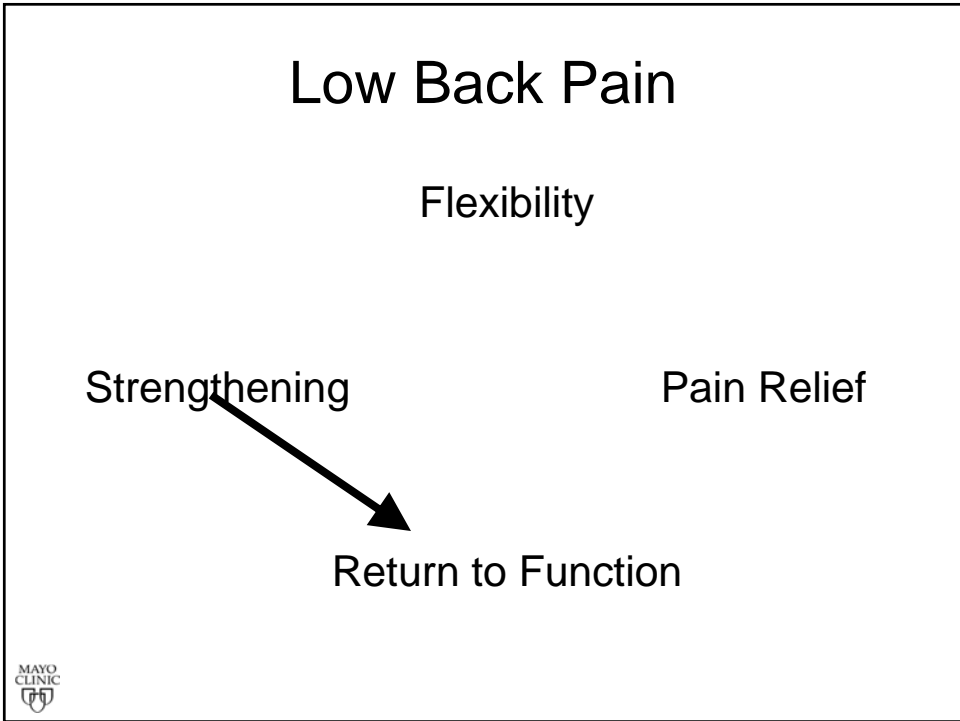 Low Back Pain
Flexibility
Strengthening
Pain Relief
Return to Function
MAYO
CLINIC